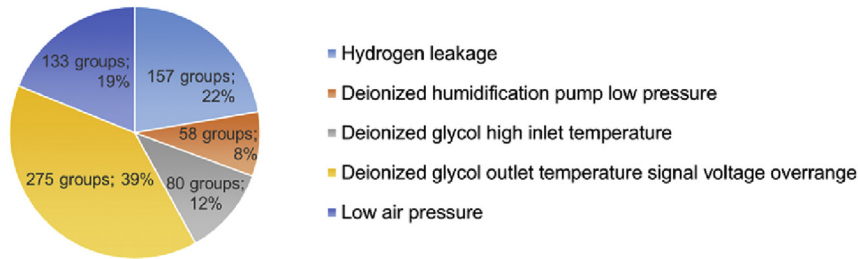 133 groups;
19%
157 groups;
22%
58 groups;
8%
80 groups;
12%
275 groups; 39%
Hydrogen leakage
Deionized humidification pump low pressure
Deionized glycol high inlet temperature
Deionized glycol outlet temperature signal voltage overrange
Low air pressure